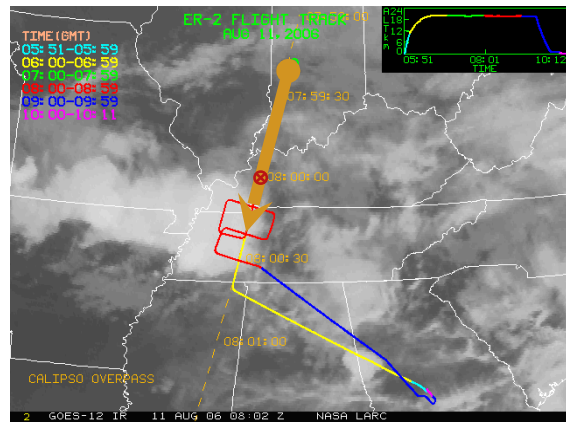 ER-2 FLIGHT TRACK
AUG 11, 2006
07:59:00
TIME(GMT)
05:51-05:59
06:00-06:59
07:00-07:59
08:00-08:59
09:00-09:59
10:00-10:11
A24
L18
T12
k 6
m 0
05:51 08:01 10:12
TIME
07:59:30
08:00:00
08:00:30
08:01:00
CALIPSO OVERPASS
2 GOES-12 IR 11 AUG 06 08:02 Z NASA LARC